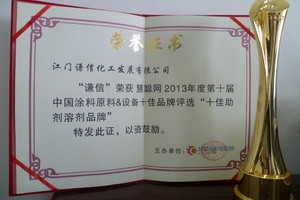 荣誉证书
江门谦信化工发展有限公司
“谦信”荣获慧聪网2013年度第十届
中国涂料原料&设备十佳品牌评选“十佳助
剂溶剂品牌”
特发此证，以资鼓励。
主办单位：